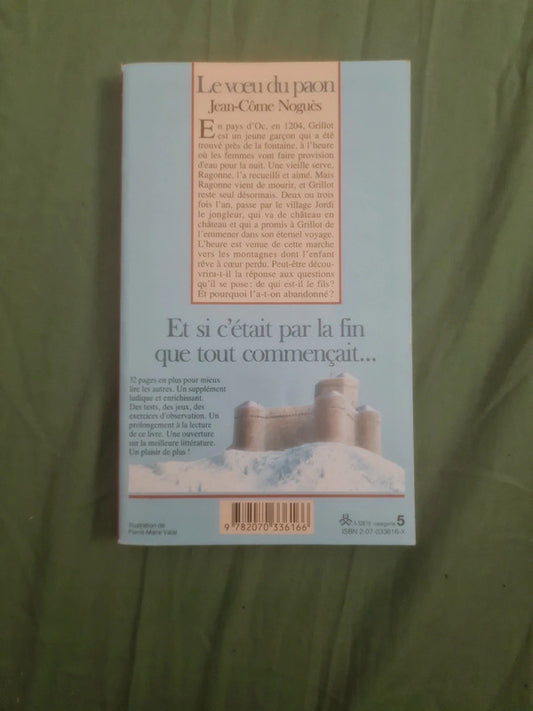 Le vœu du paon
Jean-Côme Noguès
En pays d'Oc, en 1204, Grillot
est un jeune garçon qui a été
trouvé près de la fontaine, à l'heure
où les femmes vont faire provision
d'eau pour la nuit. Une vieille serve,
Ragonne, l'a recueilli et aimé. Mais
Ragonne vient de mourir, et Grillot
reste seul désormais. Deux ou trois
fois l'an, passe par le village Jordi
le jongleur, qui va de château en
château et qui a promis à Grillot de
l'emmener dans son éternel voyage.
L'heure est venue de cette marche
vers les montagnes dont l'enfant
rêve à cœur perdu. Peut-être décou-
vrira-t-il la réponse aux questions
qu'il se pose : de qui est-il le fils ?
Et pourquoi l'a-t-on abandonné ?
Et si c'était par la fin
que tout commençait...
32 pages en plus pour mieux
lire les autres. Un supplément
ludique et enrichissant.
Des tests, des jeux, des
exercices d'observation. Un
prolongement à la lecture
de ce livre. Une ouverture
sur la meilleure littérature.
Un plaisir de plus !
Illustration de
Pierre-Marie Valat
9 782070 336166
catégorie 5
ISBN 2-07-033616-X